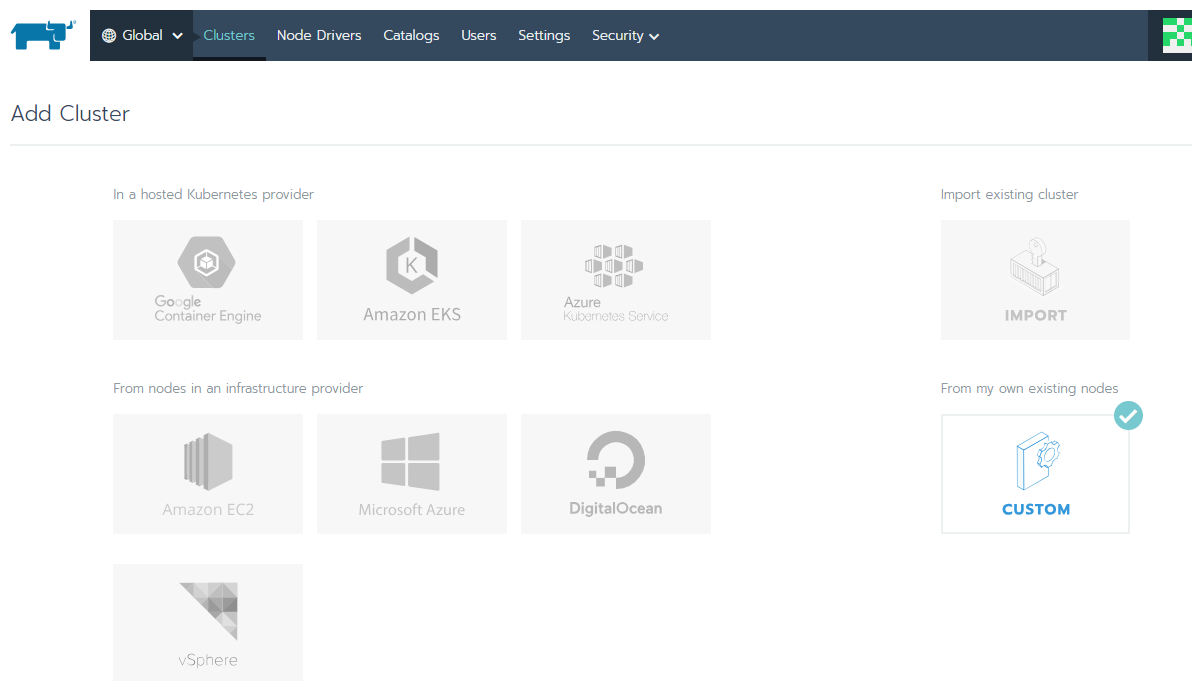 Global Clusters Node Drivers Catalogs Users Settings Security
Add Cluster
In a hosted Kubernetes provider
Google
Container Engine
K
Amazon EKS
Azure
Kubernetes Service
Import existing cluster
IMPORT
From nodes in an infrastructure provider
Amazon EC2
Microsoft Azure
DigitalOcean
From my own existing nodes
CUSTOM
vSphere